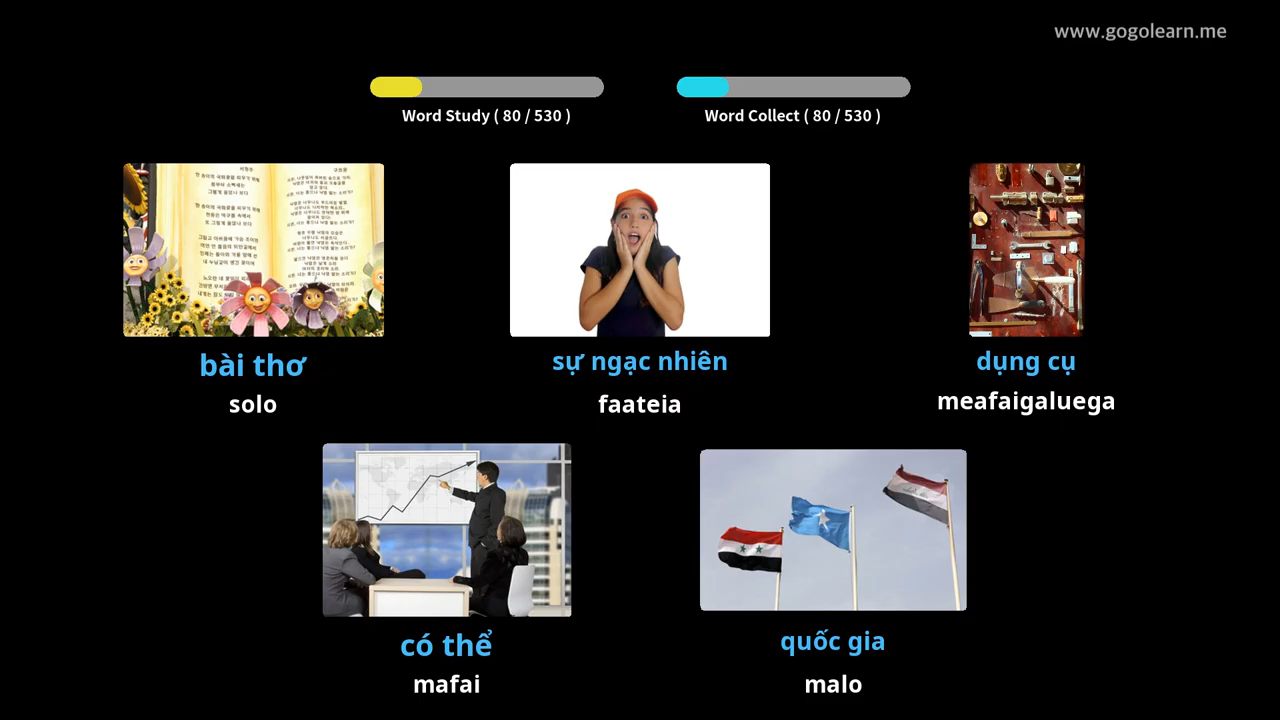 www.gogolearn.me
Word Study ( 80 / 530 )
Word Collect ( 80 / 530 )
bài thơ
solo
sự ngạc nhiên
faateia
dụng cụ
meafaigaluega
có thể
mafai
quốc gia
malo